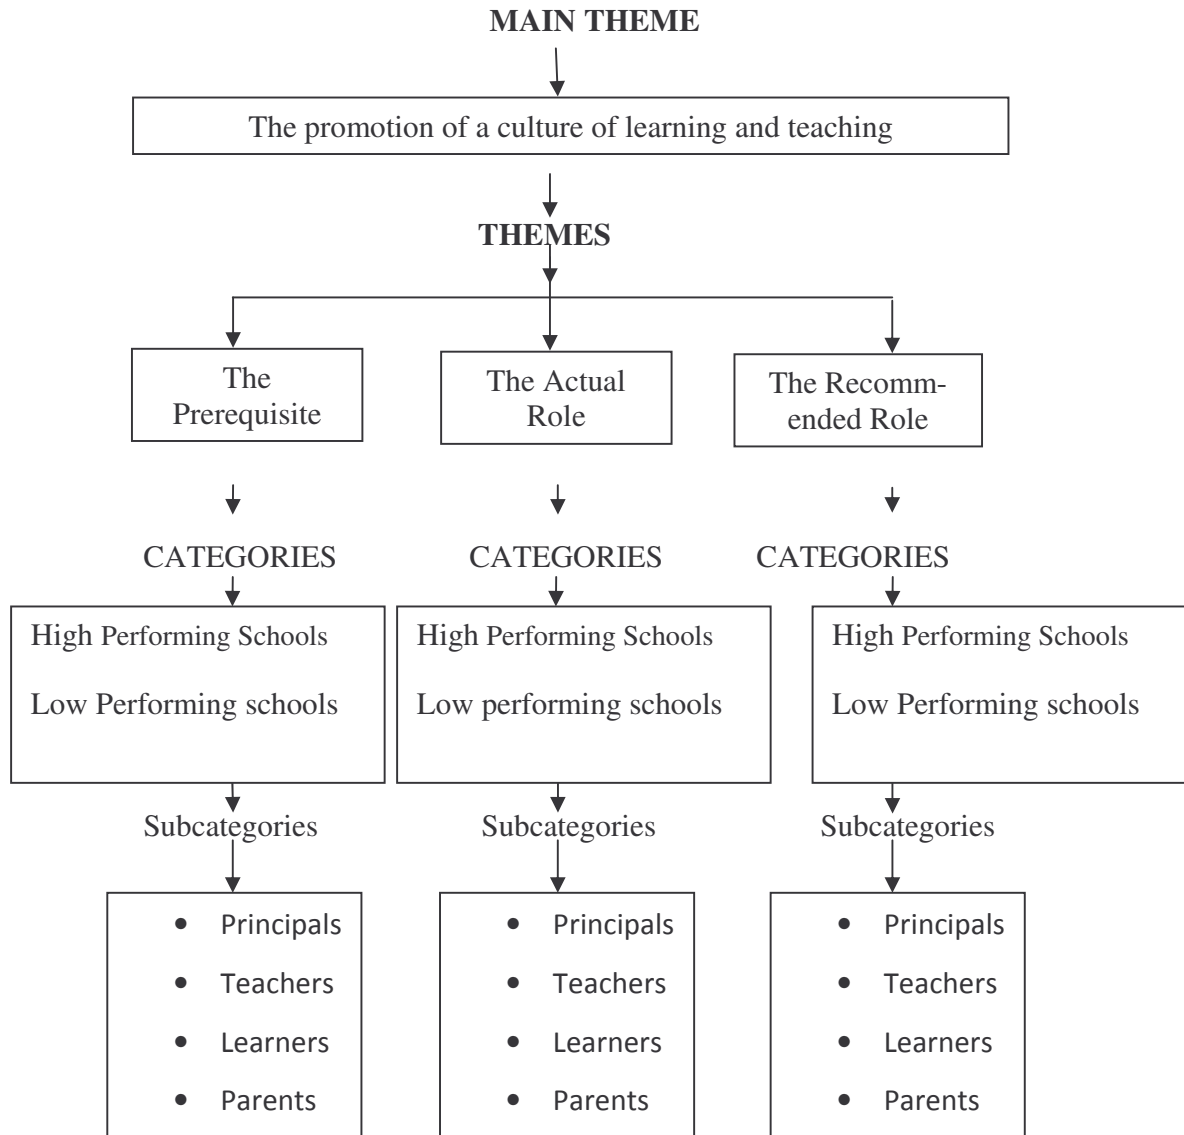 MAIN THEME
The promotion of a culture of learning and teaching
THEMES
The
Prerequisite
The Actual
Role
The Recomm-
ended Role
CATEGORIES
CATEGORIES
CATEGORIES
High Performing Schools
Low Performing schools
High Performing Schools
Low performing schools
High Performing Schools
Low Performing schools
Subcategories
Subcategories
Subcategories
• Principals
• Teachers
• Learners
• Parents
• Principals
• Teachers
• Learners
• Parents
• Principals
• Teachers
• Learners
• Parents